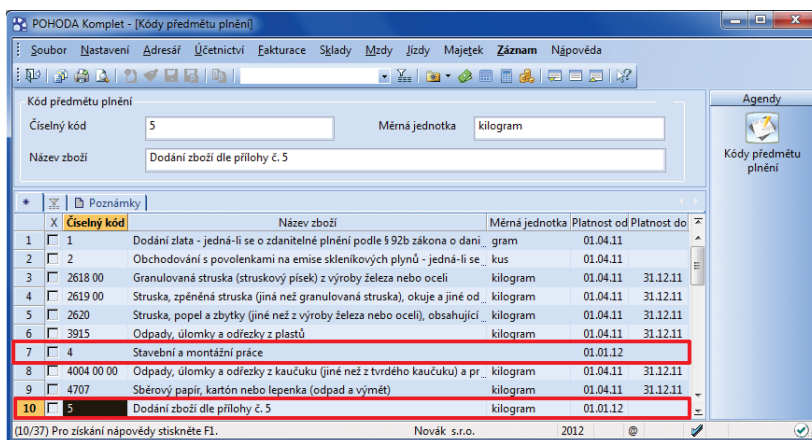 POHODA Komplet - [Kódy předmětu plnění]
Soubor Nastavení Adresář Účetnictví Fakturace Sklady Mzdy Jízdy Majetek Záznam Nápověda
Kód předmětu plnění
Číselný kód 5 Měrná jednotka kilogram
Název zboží Dodání zboží dle přílohy č. 5
Agendy
Kódy předmětu
plnění
* Poznámky
X Číselný kód Název zboží Měrná jednotka Platnost od Platnost do
1 1 Dodání zlata - jedná-li se o zdanitelné plnění podle § 92b zákona o dani... gram 01.04.11
2 2 Obchodování s povolenkami na emise skleníkových plynů - jedná-li se... kus 01.04.11
3 2618 00 Granulovaná struska (struskový písek) z výroby železa nebo oceli kilogram 01.04.11 31.12.11
4 2619 00 Struska, zpěněná struska (jiná než granulovaná struska), okuje a jiné od... kilogram 01.04.11 31.12.11
5 2620 Struska, popel a zbytky (jiné než z výroby železa nebo oceli), obsahující... kilogram 01.04.11 31.12.11
6 3915 Odpady, úlomky a odřezky z plastů kilogram 01.04.11 31.12.11
7 4 Stavební a montážní práce 01.01.12
8 4004 00 00 Odpady, úlomky a odřezky z kaučuku (jiné než z tvrdého kaučuku) a pr... kilogram 01.04.11 31.12.11
9 4707 Sběrový papír, kartón nebo lepenka (odpad a výmět) kilogram 01.04.11 31.12.11
10 5 Dodání zboží dle přílohy č. 5 kilogram 01.01.12
(10/37) Pro získání nápovědy stiskněte F1. Novák s.r.o. 2012 @